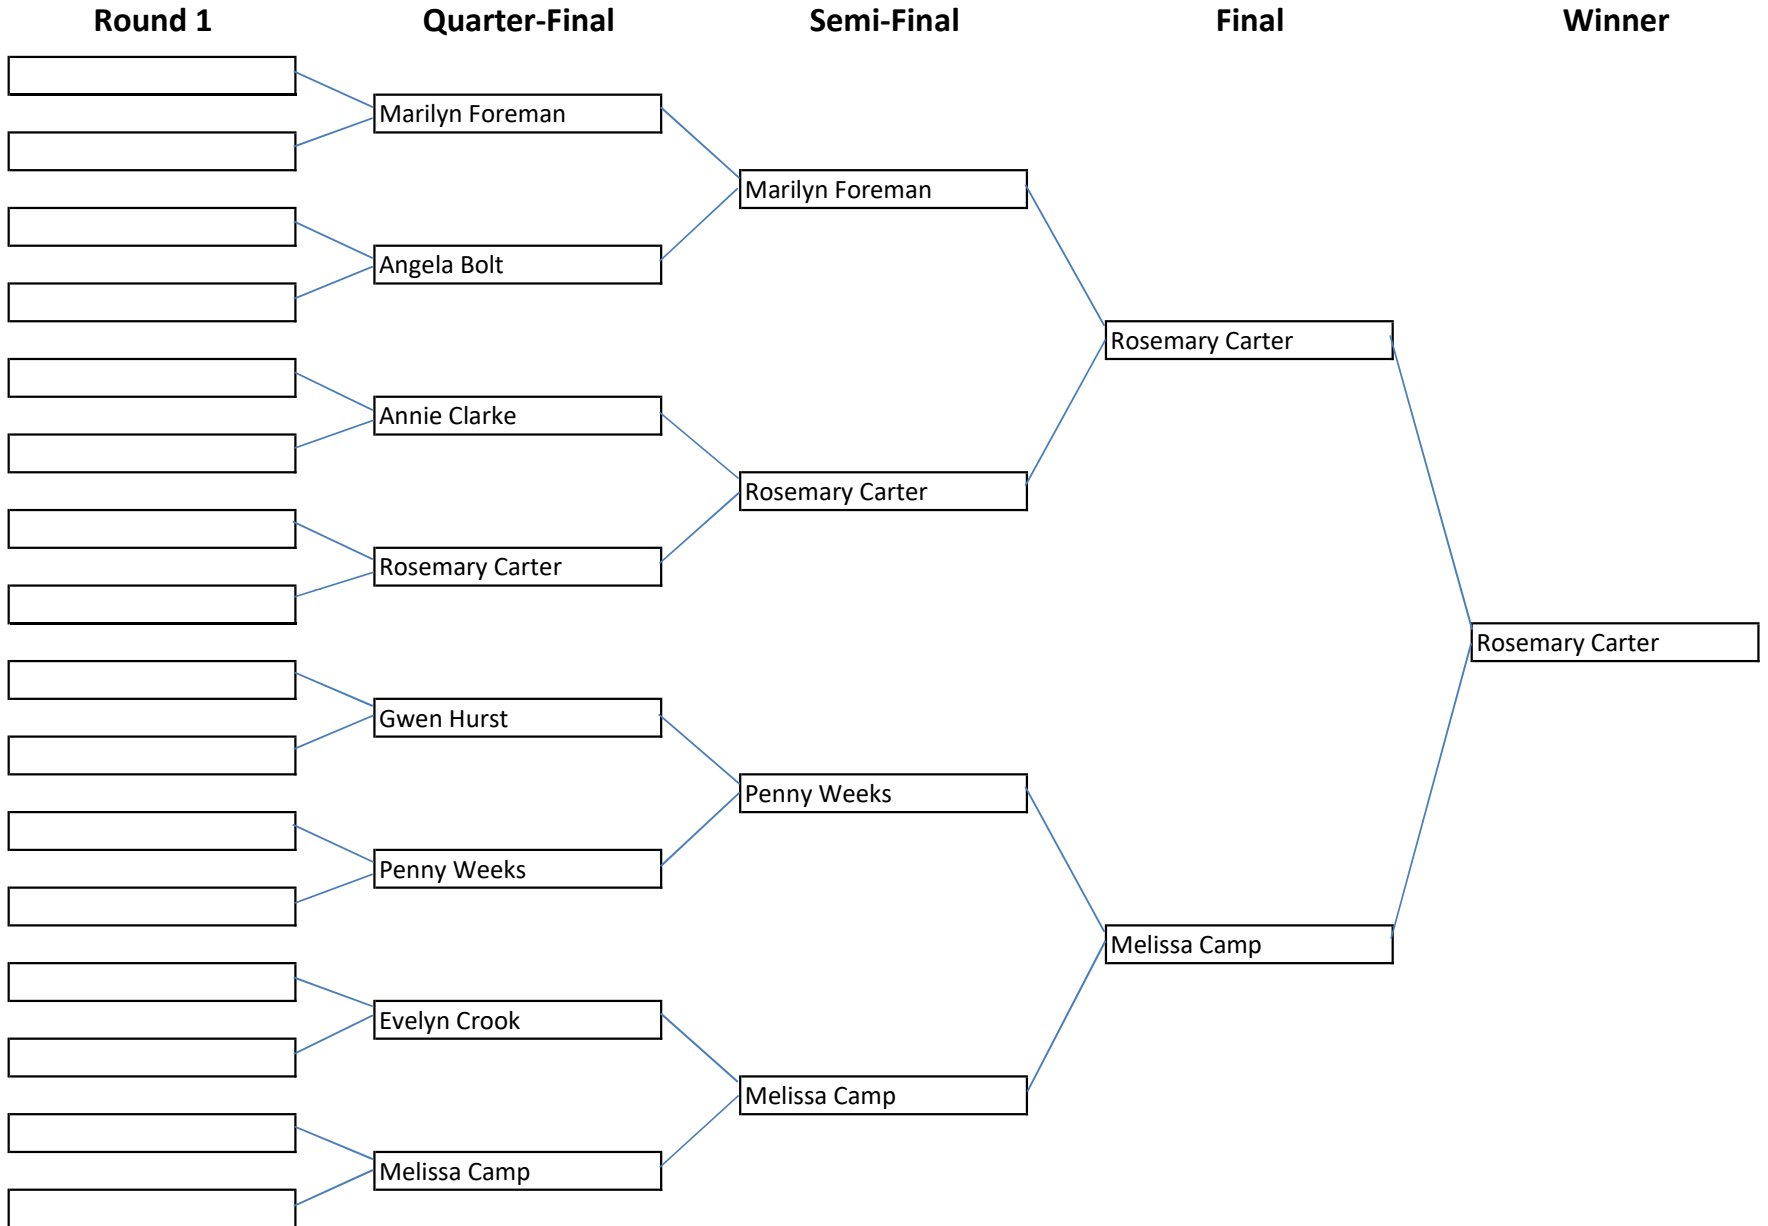 Round 1
Quarter-Final
Semi-Final
Final
Winner
Marilyn Foreman
Marilyn Foreman
Angela Bolt
Rosemary Carter
Annie Clarke
Rosemary Carter
Rosemary Carter
Rosemary Carter
Gwen Hurst
Penny Weeks
Penny Weeks
Melissa Camp
Evelyn Crook
Melissa Camp
Melissa Camp